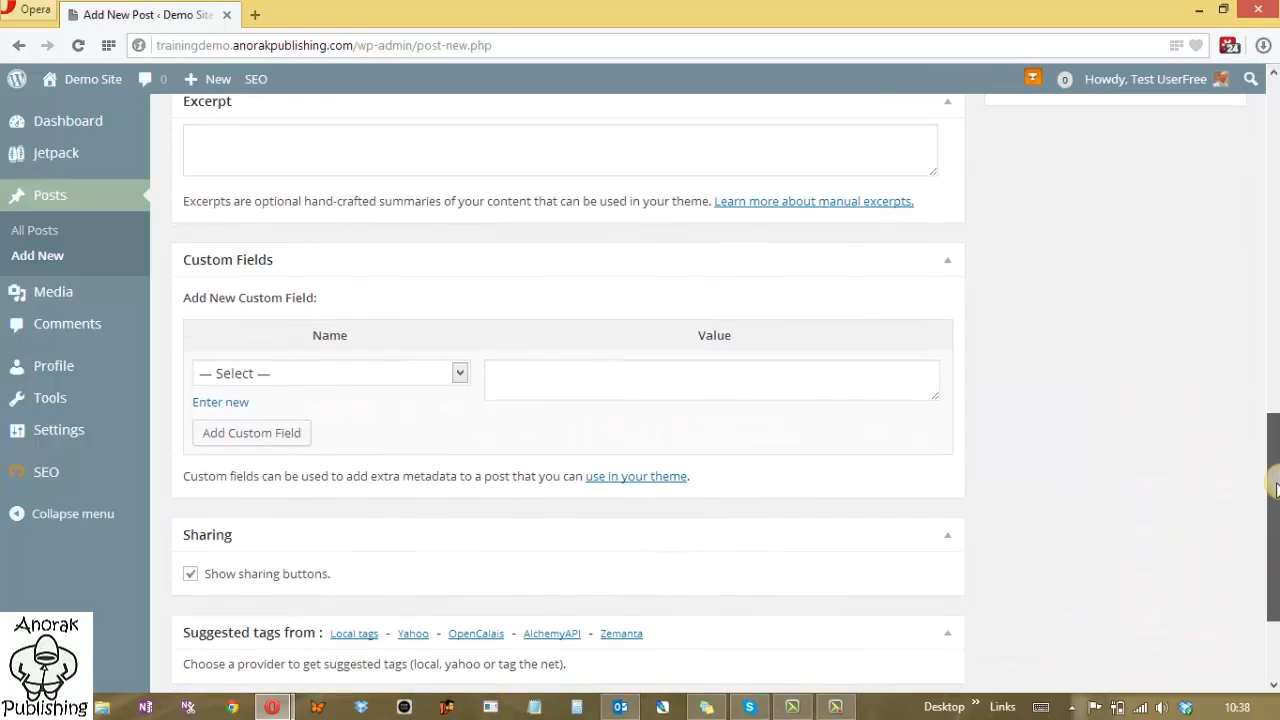 Opera
Add New Post ‹ Demo Site
trainingdemo.anorakpublishing.com/wp-admin/post-new.php
Demo Site 0 New SEO 0 Howdy, Test UserFree
Dashboard
Jetpack
Posts
All Posts
Add New
Media
Comments
Profile
Tools
Settings
SEO
Collapse menu
Excerpt
Excerpts are optional hand-crafted summaries of your content that can be used in your theme. Learn more about manual excerpts.
Custom Fields
Add New Custom Field:
Name Value
— Select —
Enter new
Add Custom Field
Custom fields can be used to add extra metadata to a post that you can use in your theme.
Sharing
Show sharing buttons.
Suggested tags from : Local tags - Yahoo - OpenCalais - AlchemyAPI - Zemanta
Choose a provider to get suggested tags (local, yahoo or tag the net).
Anorak
Publishing
Desktop Links 10:38